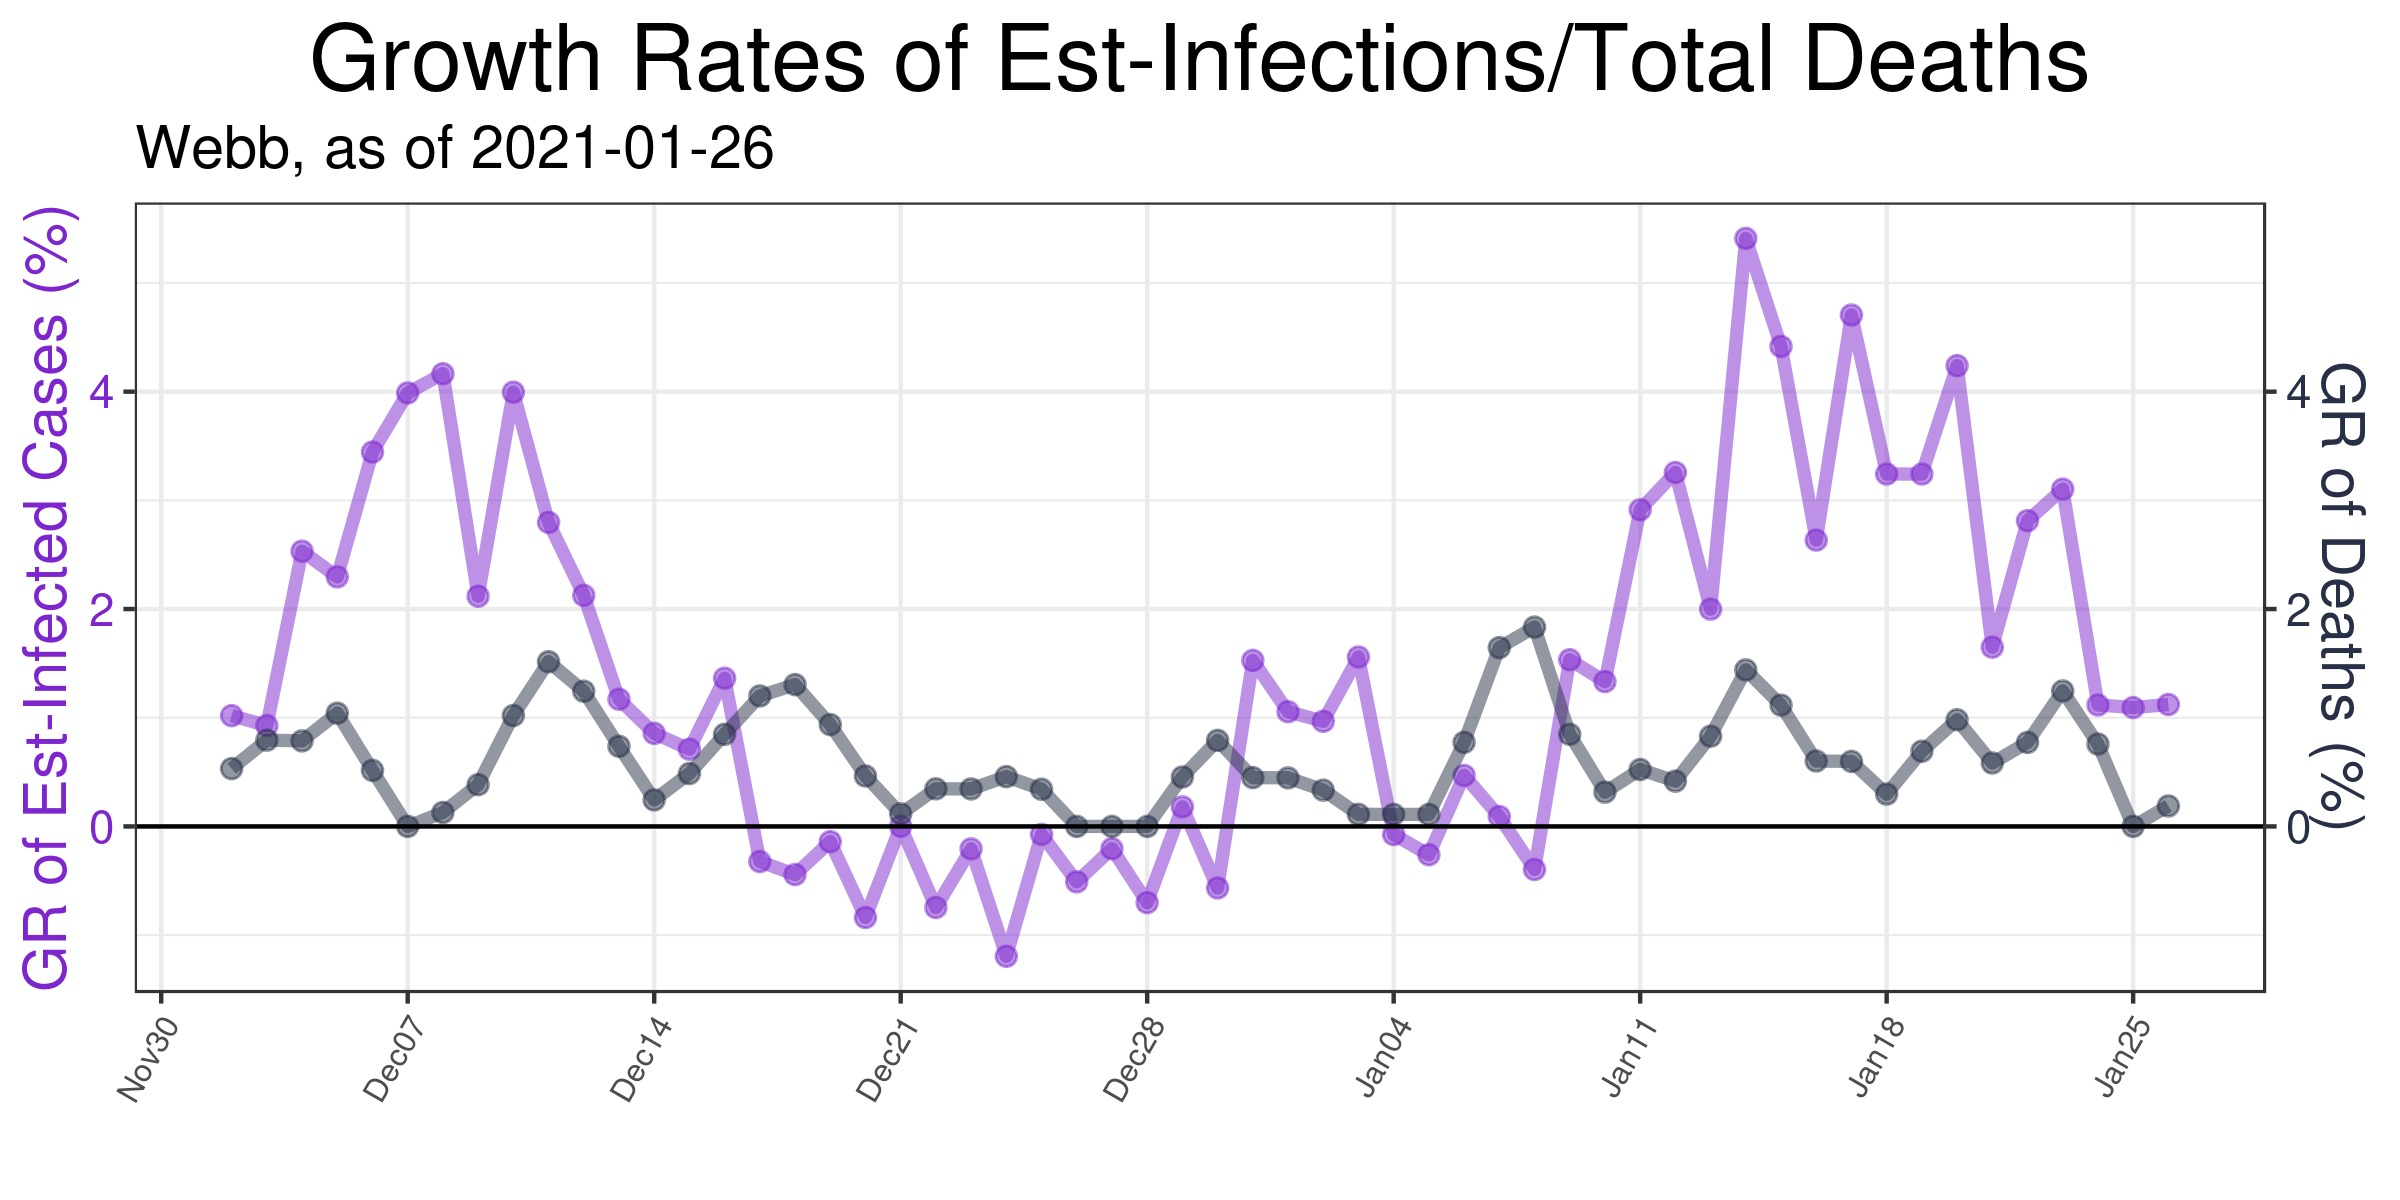 Growth Rates of Est-Infections/Total Deaths
Webb, as of 2021-01-26
GR of Est-Infected Cases (%)
4
2
0
4
2
0
GR of Deaths (%)
Nov30
Dec07
Dec14
Dec21
Dec28
Jan04
Jan11
Jan18
Jan25